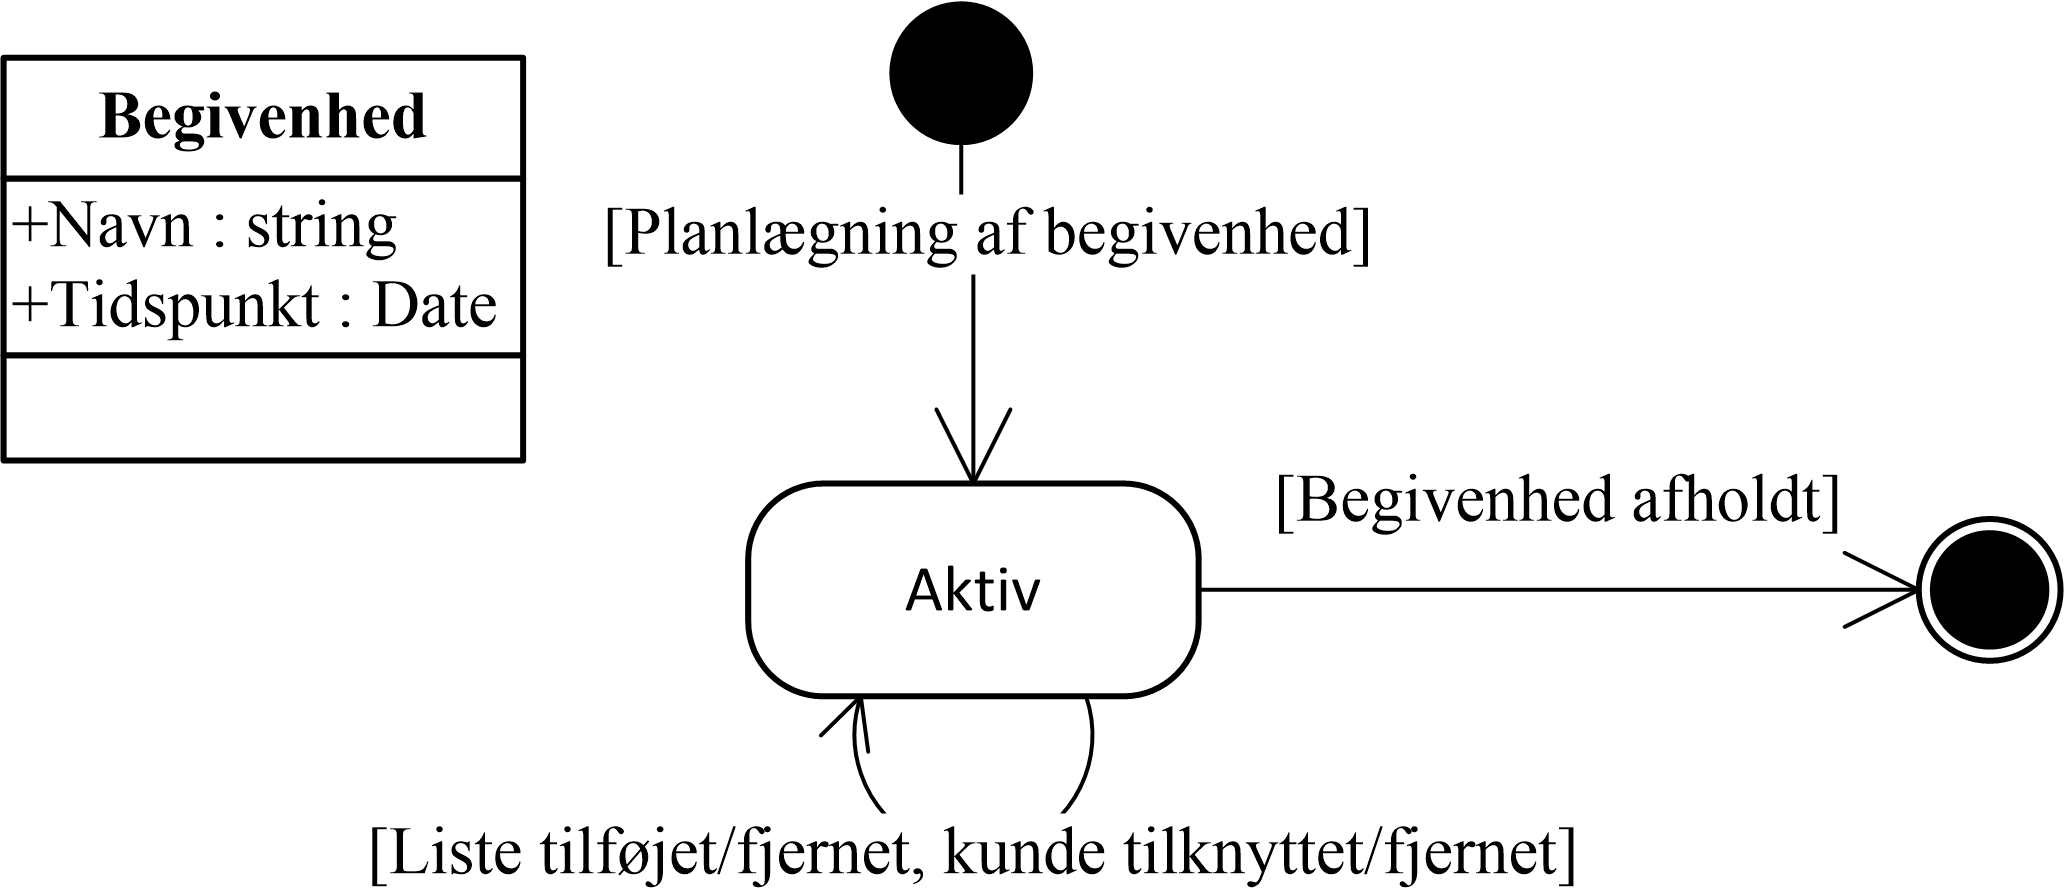 Begivenhed
+Navn : string
+Tidspunkt : Date
[Planlægning af begivenhed]
[Begivenhed afholdt]
Aktiv
[Liste tilføjet/fjernet, kunde tilknyttet/fjernet]